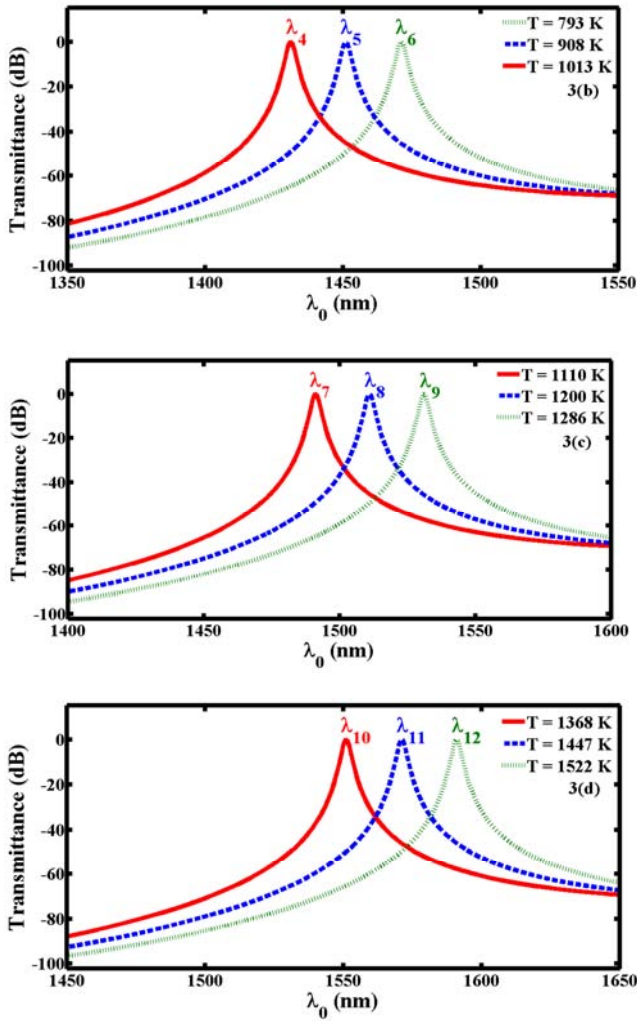 λ4 λ5 λ6
T = 793 K
T = 908 K
T = 1013 K
3(b)
Transmittance (dB)
0
-20
-40
-60
-80
-100
1350 1400 1450 1500 1550
λ0 (nm)
λ7 λ8 λ9
T = 1110 K
T = 1200 K
T = 1286 K
3(c)
Transmittance (dB)
0
-20
-40
-60
-80
-100
1400 1450 1500 1550 1600
λ0 (nm)
λ10 λ11 λ12
T = 1368 K
T = 1447 K
T = 1522 K
3(d)
Transmittance (dB)
0
-20
-40
-60
-80
-100
1450 1500 1550 1600 1650
λ0 (nm)